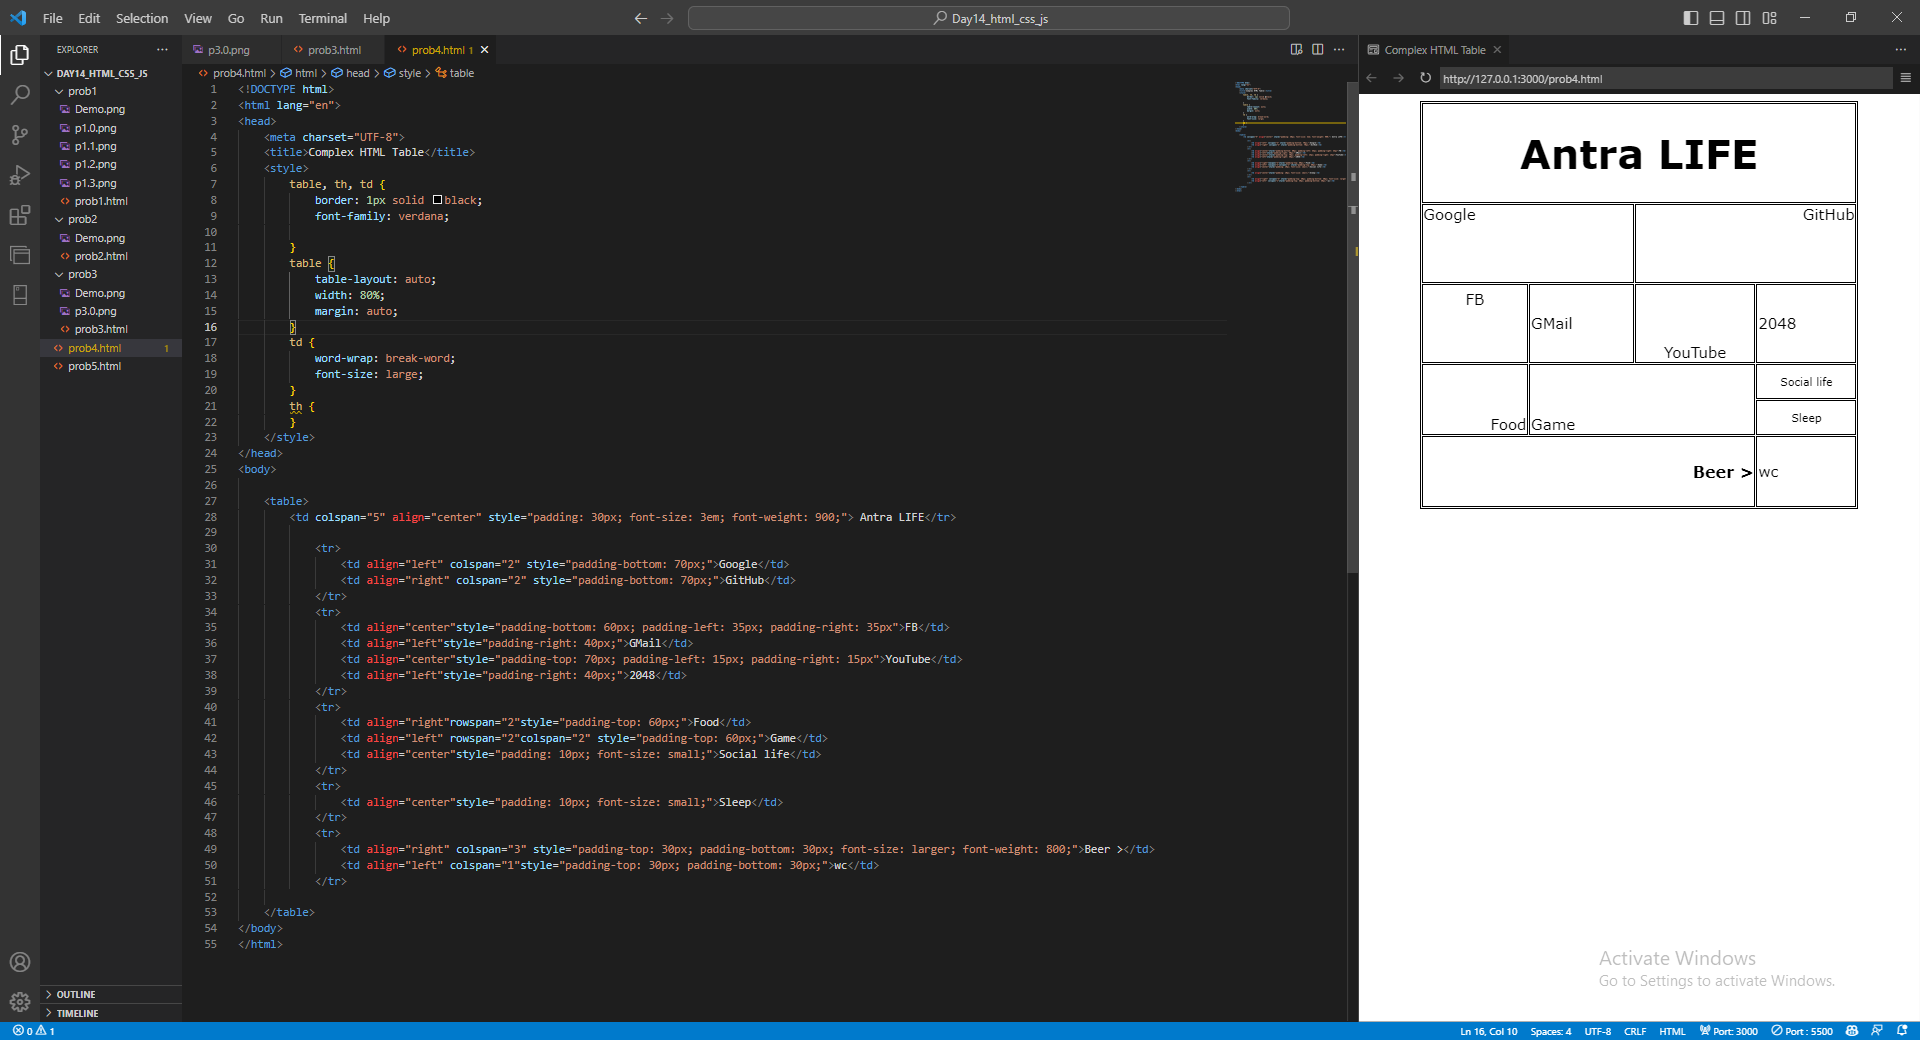 File Edit Selection View Go Run Terminal Help
Day14_html_css_js
EXPLORER
DAY14_HTML_CSS_JS
prob1
Demo.png
p1.0.png
p1.1.png
p1.2.png
p1.3.png
prob1.html
prob2
Demo.png
prob2.html
prob3
Demo.png
p3.0.png
prob3.html
prob4.html 1
prob5.html
OUTLINE
TIMELINE
p3.0.png prob3.html prob4.html 1
prob4.html > html > head > style > table
1 <!DOCTYPE html>
2 <html lang="en">
3 <head>
4 <meta charset="UTF-8">
5 <title>Complex HTML Table</title>
6 <style>
7 table, th, td {
8 border: 1px solid black;
9 font-family: verdana;
10
11 }
12 table {
13 table-layout: auto;
14 width: 80%;
15 margin: auto;
16 }
17 td {
18 word-wrap: break-word;
19 font-size: large;
20 }
21 th {
22 }
23 </style>
24 </head>
25 <body>
26
27 <table>
28 <td colspan="5" align="center" style="padding: 30px; font-size: 3em; font-weight: 900;"> Antra LIFE</tr>
29
30 <tr>
31 <td align="left" colspan="2" style="padding-bottom: 70px;">Google</td>
32 <td align="right" colspan="2" style="padding-bottom: 70px;">GitHub</td>
33 </tr>
34 <tr>
35 <td align="center"style="padding-bottom: 60px; padding-left: 35px; padding-right: 35px">FB</td>
36 <td align="left"style="padding-right: 40px;">GMail</td>
37 <td align="center"style="padding-top: 70px; padding-left: 15px; padding-right: 15px">YouTube</td>
38 <td align="left"style="padding-right: 40px;">2048</td>
39 </tr>
40 <tr>
41 <td align="right"rowspan="2"style="padding-top: 60px;">Food</td>
42 <td align="left" rowspan="2"colspan="2" style="padding-top: 60px;">Game</td>
43 <td align="center"style="padding: 10px; font-size: small;">Social life</td>
44 </tr>
45 <tr>
46 <td align="center"style="padding: 10px; font-size: small;">Sleep</td>
47 </tr>
48 <tr>
49 <td align="right" colspan="3" style="padding-top: 30px; padding-bottom: 30px; font-size: larger; font-weight: 800;">Beer ></td>
50 <td align="left" colspan="1"style="padding-top: 30px; padding-bottom: 30px;">wc</td>
51 </tr>
52
53 </table>
54 </body>
55 </html>
Complex HTML Table
http://127.0.0.1:3000/prob4.html
Antra LIFE
Google GitHub
FB
GMail 2048
YouTube
Social life
Sleep
Food Game
Beer > wc
Activate Windows
Go to Settings to activate Windows.
0 1 Ln 16, Col 10 Spaces: 4 UTF-8 CRLF HTML Port: 3000 Port : 5500